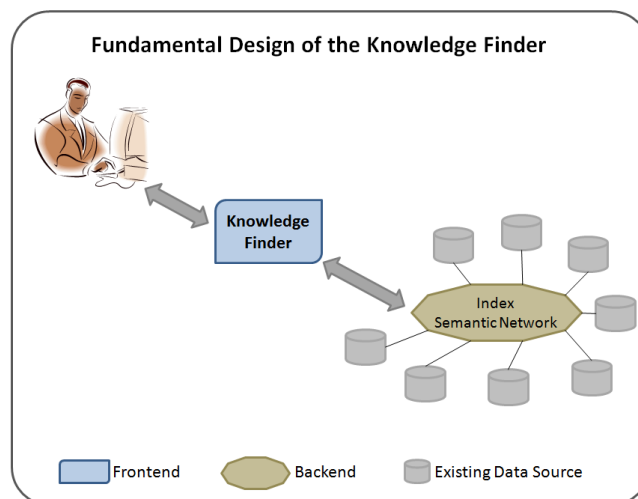 Fundamental Design of the Knowledge Finder
Knowledge
Finder
Index
Semantic Network
Frontend
Backend
Existing Data Source